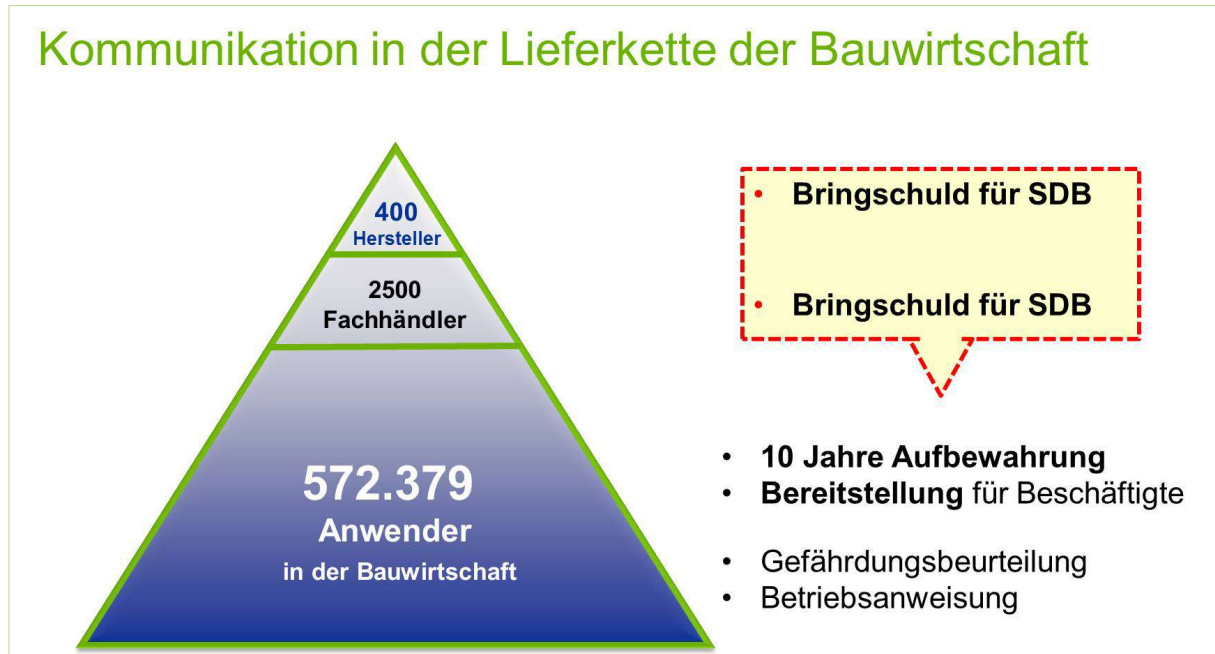 Kommunikation in der Lieferkette der Bauwirtschaft
400
Hersteller
2500
Fachhändler
572.379
Anwender
in der Bauwirtschaft
• Bringschuld für SDB
• Bringschuld für SDB
• 10 Jahre Aufbewahrung
• Bereitstellung für Beschäftigte
• Gefährdungsbeurteilung
• Betriebsanweisung